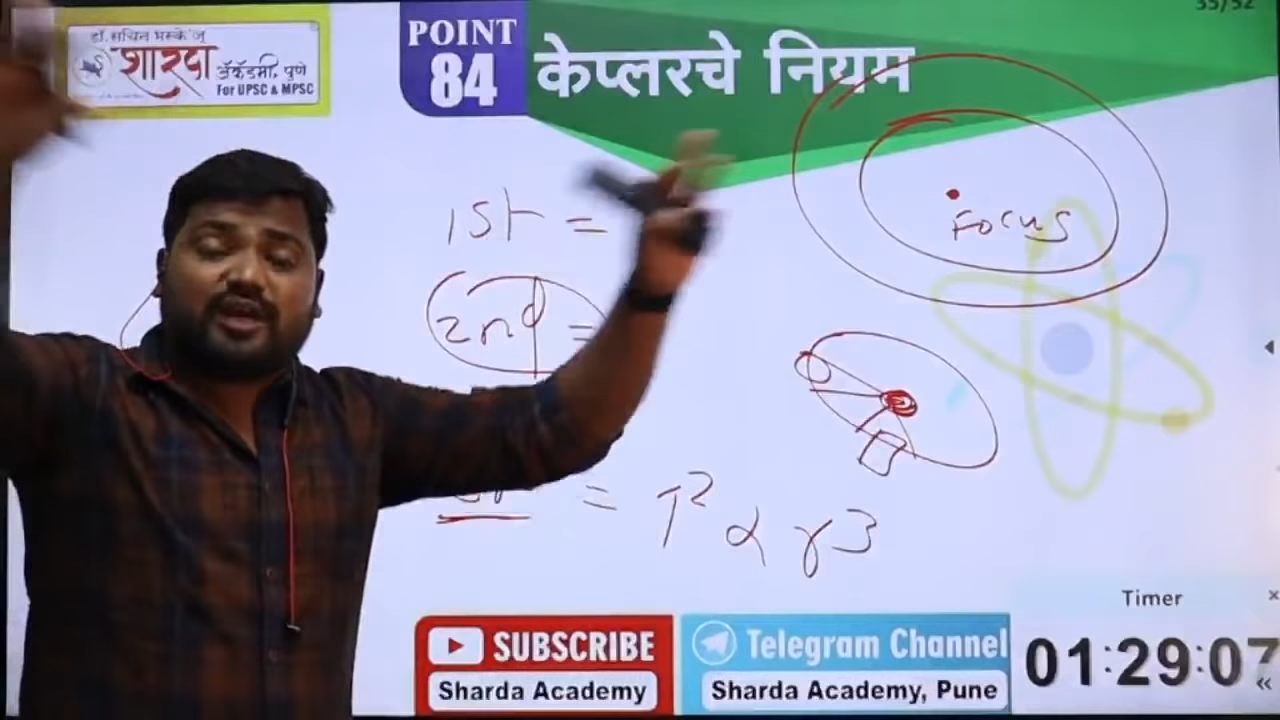 35/52
डॉ. सचिन भस्के'ज्
शारदा
ॲकॅडमी, पुणे
For UPSC & MPSC
POINT
84
केप्लरचे नियम
1st =
Focus
2nd =
= T² α r3
Timer
01:29:07
SUBSCRIBE
Sharda Academy
Telegram Channel
Sharda Academy, Pune